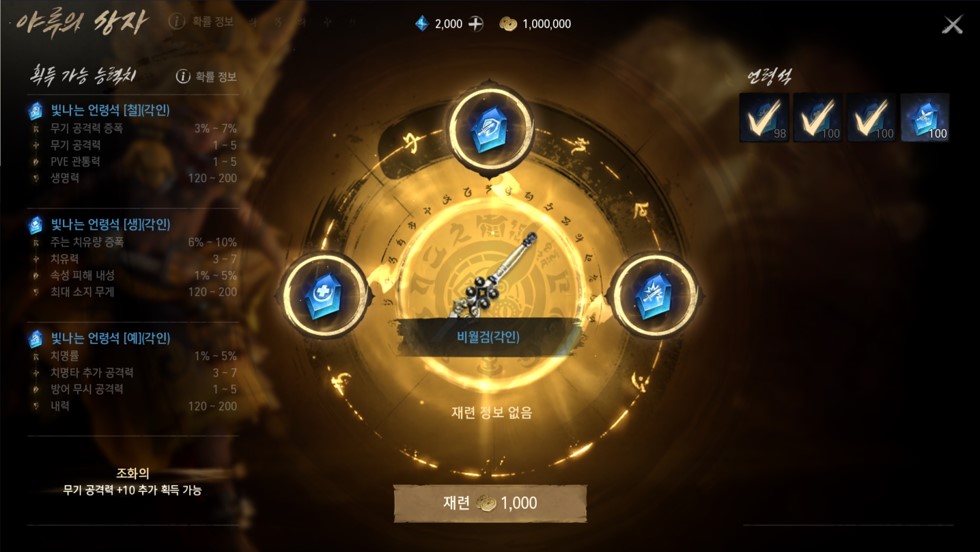 야류의 상자
확률 정보
2,000
1,000,000
획득 가능 능력치
확률 정보
빛나는 언령석 [철](각인)
무기 공격력 증폭 3% ~ 7%
무기 공격력 1 ~ 5
PVE 관통력 1 ~ 5
생명력 120 ~ 200
빛나는 언령석 [생](각인)
주는 치유량 증폭 6% ~ 10%
치유력 3 ~ 7
속성 피해 내성 1% ~ 5%
최대 소지 무게 120 ~ 200
빛나는 언령석 [예](각인)
치명률 1% ~ 5%
치명타 추가 공격력 3 ~ 7
방어 무시 공격력 1 ~ 5
내력 120 ~ 200
조화의
무기 공격력 +10 추가 획득 가능
비월검(각인)
재련 정보 없음
재련 1,000
언령석
98 100 100 100